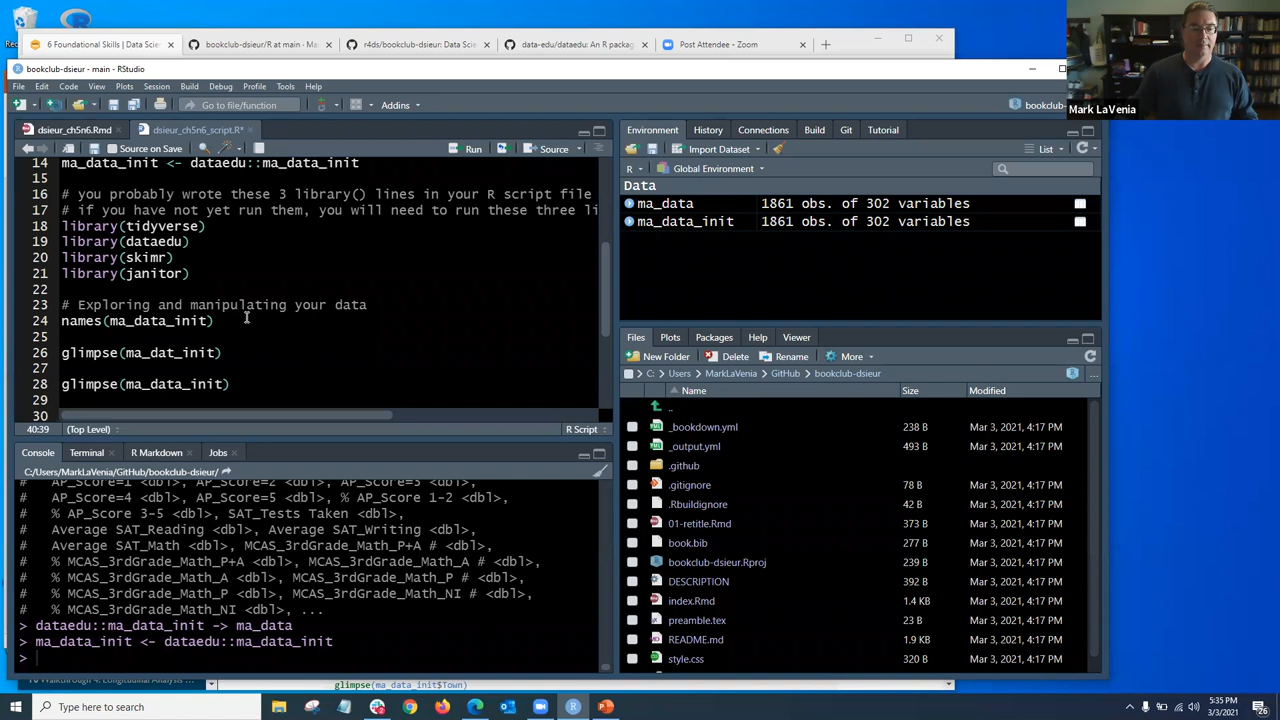 6 Foundational Skills | Data Scie
bookclub-dsieur/R at main · Ma
r4ds/bookclub-dsieur: Data Scie
data-edu/dataedu: An R packag
Post Attendee - Zoom
bookclub-dsieur - main - RStudio
File Edit Code View Plots Session Build Debug Profile Tools Help
Go to file/function Addins bookclub-
Mark LaVenia
dsieur_ch5n6.Rmd dsieur_ch5n6_script.R*
Source on Save Run Source
14 ma_data_init <- dataedu::ma_data_init
15
16 # you probably wrote these 3 library() lines in your R script file
17 # if you have not yet run them, you will need to run these three li
18 library(tidyverse)
19 library(dataedu)
20 library(skimr)
21 library(janitor)
22
23 # Exploring and manipulating your data
24 names(ma_data_init)
25
26 glimpse(ma_dat_init)
27
28 glimpse(ma_data_init)
29
30
40:39 (Top Level) R Script
Console Terminal R Markdown Jobs
C:/Users/MarkLaVenia/GitHub/bookclub-dsieur/
# AP_Score=1 <dbl>, AP_Score=2 <dbl>, AP_Score=3 <dbl>,
# AP_Score=4 <dbl>, AP_Score=5 <dbl>, % AP_Score 1-2 <dbl>,
# % AP_Score 3-5 <dbl>, SAT_Tests Taken <dbl>,
# Average SAT_Reading <dbl>, Average SAT_Writing <dbl>,
# Average SAT_Math <dbl>, MCAS_3rdGrade_Math_P+A # <dbl>,
# % MCAS_3rdGrade_Math_P+A <dbl>, MCAS_3rdGrade_Math_A # <dbl>,
# % MCAS_3rdGrade_Math_A <dbl>, MCAS_3rdGrade_Math_P # <dbl>,
# % MCAS_3rdGrade_Math_P <dbl>, MCAS_3rdGrade_Math_NI # <dbl>,
# % MCAS_3rdGrade_Math_NI <dbl>, ...
> dataedu::ma_data_init -> ma_data
> ma_data_init <- dataedu::ma_data_init
>
Environment History Connections Build Git Tutorial
Import Dataset List
R Global Environment
Data
ma_data 1861 obs. of 302 variables
ma_data_init 1861 obs. of 302 variables
Files Plots Packages Help Viewer
New Folder Delete Rename More
C: Users MarkLaVenia GitHub bookclub-dsieur ...
Name Size Modified
..
_bookdown.yml 238 B Mar 3, 2021, 4:17 PM
_output.yml 493 B Mar 3, 2021, 4:17 PM
.github
.gitignore 78 B Mar 3, 2021, 4:17 PM
.Rbuildignore 42 B Mar 3, 2021, 4:17 PM
01-retitle.Rmd 373 B Mar 3, 2021, 4:17 PM
book.bib 277 B Mar 3, 2021, 4:17 PM
bookclub-dsieur.Rproj 239 B Mar 3, 2021, 4:17 PM
DESCRIPTION 392 B Mar 3, 2021, 4:17 PM
index.Rmd 1.4 KB Mar 3, 2021, 4:17 PM
preamble.tex 23 B Mar 3, 2021, 4:17 PM
README.md 1.9 KB Mar 3, 2021, 4:17 PM
style.css 320 B Mar 3, 2021, 4:17 PM
glimpse(ma_data_init$Town)
Type here to search
5:35 PM
3/3/2021
26